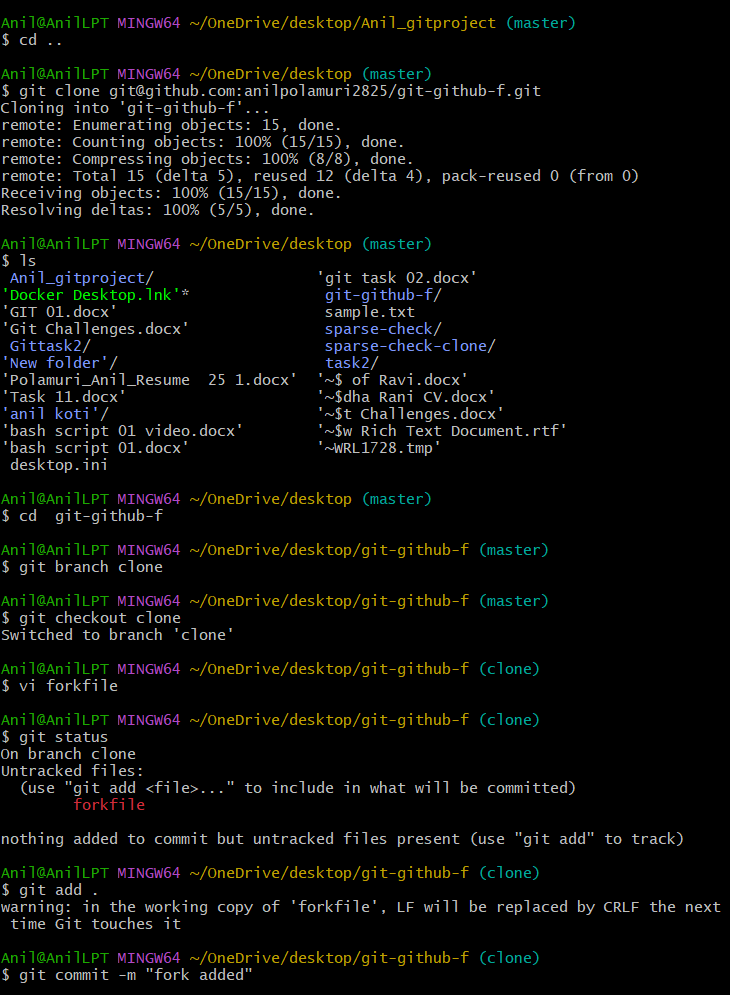 Anil@AnilLPT MINGW64 ~/OneDrive/desktop/Anil_gitproject (master)
$ cd ..
Anil@AnilLPT MINGW64 ~/OneDrive/desktop (master)
$ git clone git@github.com:anilpolamuri2825/git-github-f.git
Cloning into 'git-github-f'...
remote: Enumerating objects: 15, done.
remote: Counting objects: 100% (15/15), done.
remote: Compressing objects: 100% (8/8), done.
remote: Total 15 (delta 5), reused 12 (delta 4), pack-reused 0 (from 0)
Receiving objects: 100% (15/15), done.
Resolving deltas: 100% (5/5), done.
Anil@AnilLPT MINGW64 ~/OneDrive/desktop (master)
$ ls
 Anil_gitproject/                  'git task 02.docx'
'Docker Desktop.lnk'*               git-github-f/
'GIT 01.docx'                       sample.txt
'Git Challenges.docx'               sparse-check/
 Gittask2/                          sparse-check-clone/
'New folder'/                       task2/
'Polamuri_Anil_Resume  25 1.docx'  '~$ of Ravi.docx'
'Task 11.docx'                     '~$dha Rani CV.docx'
'anil koti'/                       '~$t Challenges.docx'
'bash script 01 video.docx'        '~$w Rich Text Document.rtf'
'bash script 01.docx'              '~WRL1728.tmp'
 desktop.ini
Anil@AnilLPT MINGW64 ~/OneDrive/desktop (master)
$ cd  git-github-f
Anil@AnilLPT MINGW64 ~/OneDrive/desktop/git-github-f (master)
$ git branch clone
Anil@AnilLPT MINGW64 ~/OneDrive/desktop/git-github-f (master)
$ git checkout clone
Switched to branch 'clone'
Anil@AnilLPT MINGW64 ~/OneDrive/desktop/git-github-f (clone)
$ vi forkfile
Anil@AnilLPT MINGW64 ~/OneDrive/desktop/git-github-f (clone)
$ git status
On branch clone
Untracked files:
  (use "git add <file>..." to include in what will be committed)
        forkfile
nothing added to commit but untracked files present (use "git add" to track)
Anil@AnilLPT MINGW64 ~/OneDrive/desktop/git-github-f (clone)
$ git add .
warning: in the working copy of 'forkfile', LF will be replaced by CRLF the next
 time Git touches it
Anil@AnilLPT MINGW64 ~/OneDrive/desktop/git-github-f (clone)
$ git commit -m "fork added"